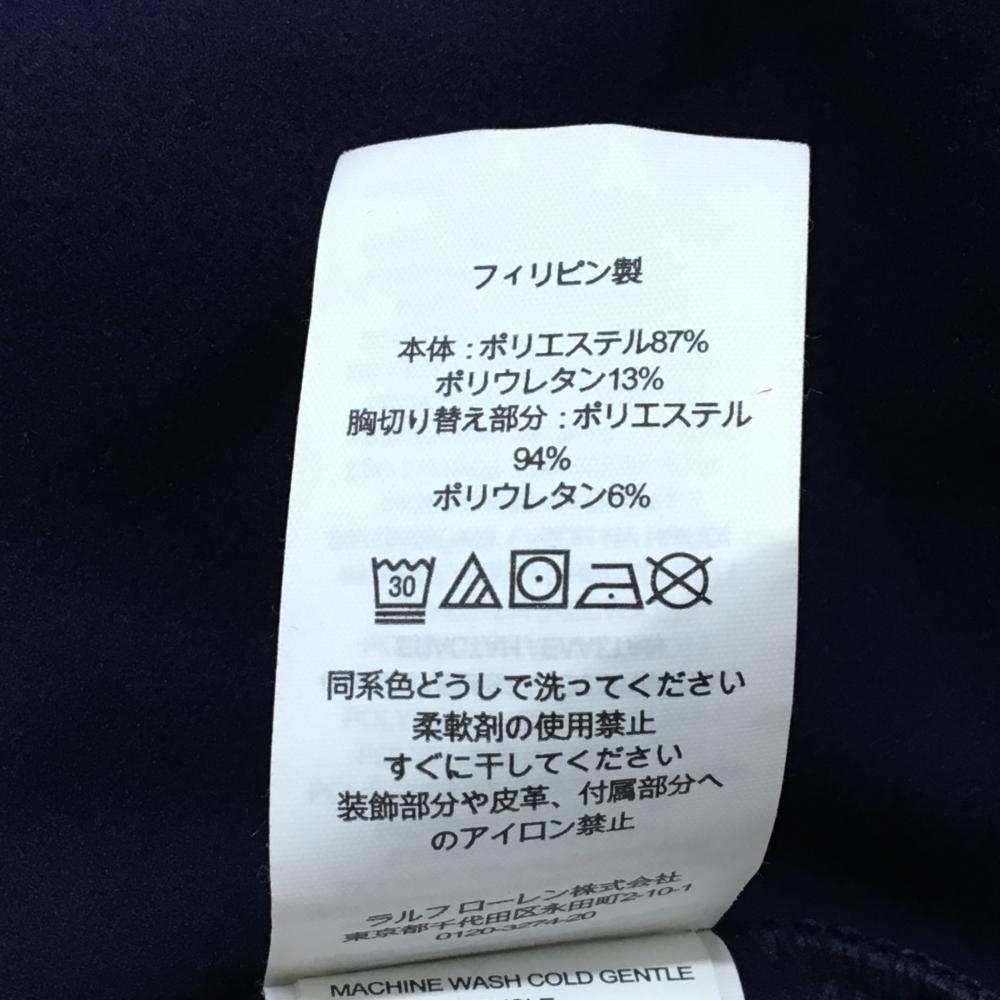 フィリピン製
本体 : ポリエステル87%
ポリウレタン13%
胸切り替え部分 : ポリエステル
94%
ポリウレタン6%
30
同系色どうしで洗ってください
柔軟剤の使用禁止
すぐに干してください
装飾部分や皮革、付属部分へ
のアイロン禁止
ラルフ ローレン株式会社
東京都千代田区永田町2-10-1
0120-3274-20
MACHINE WASH COLD GENTLE